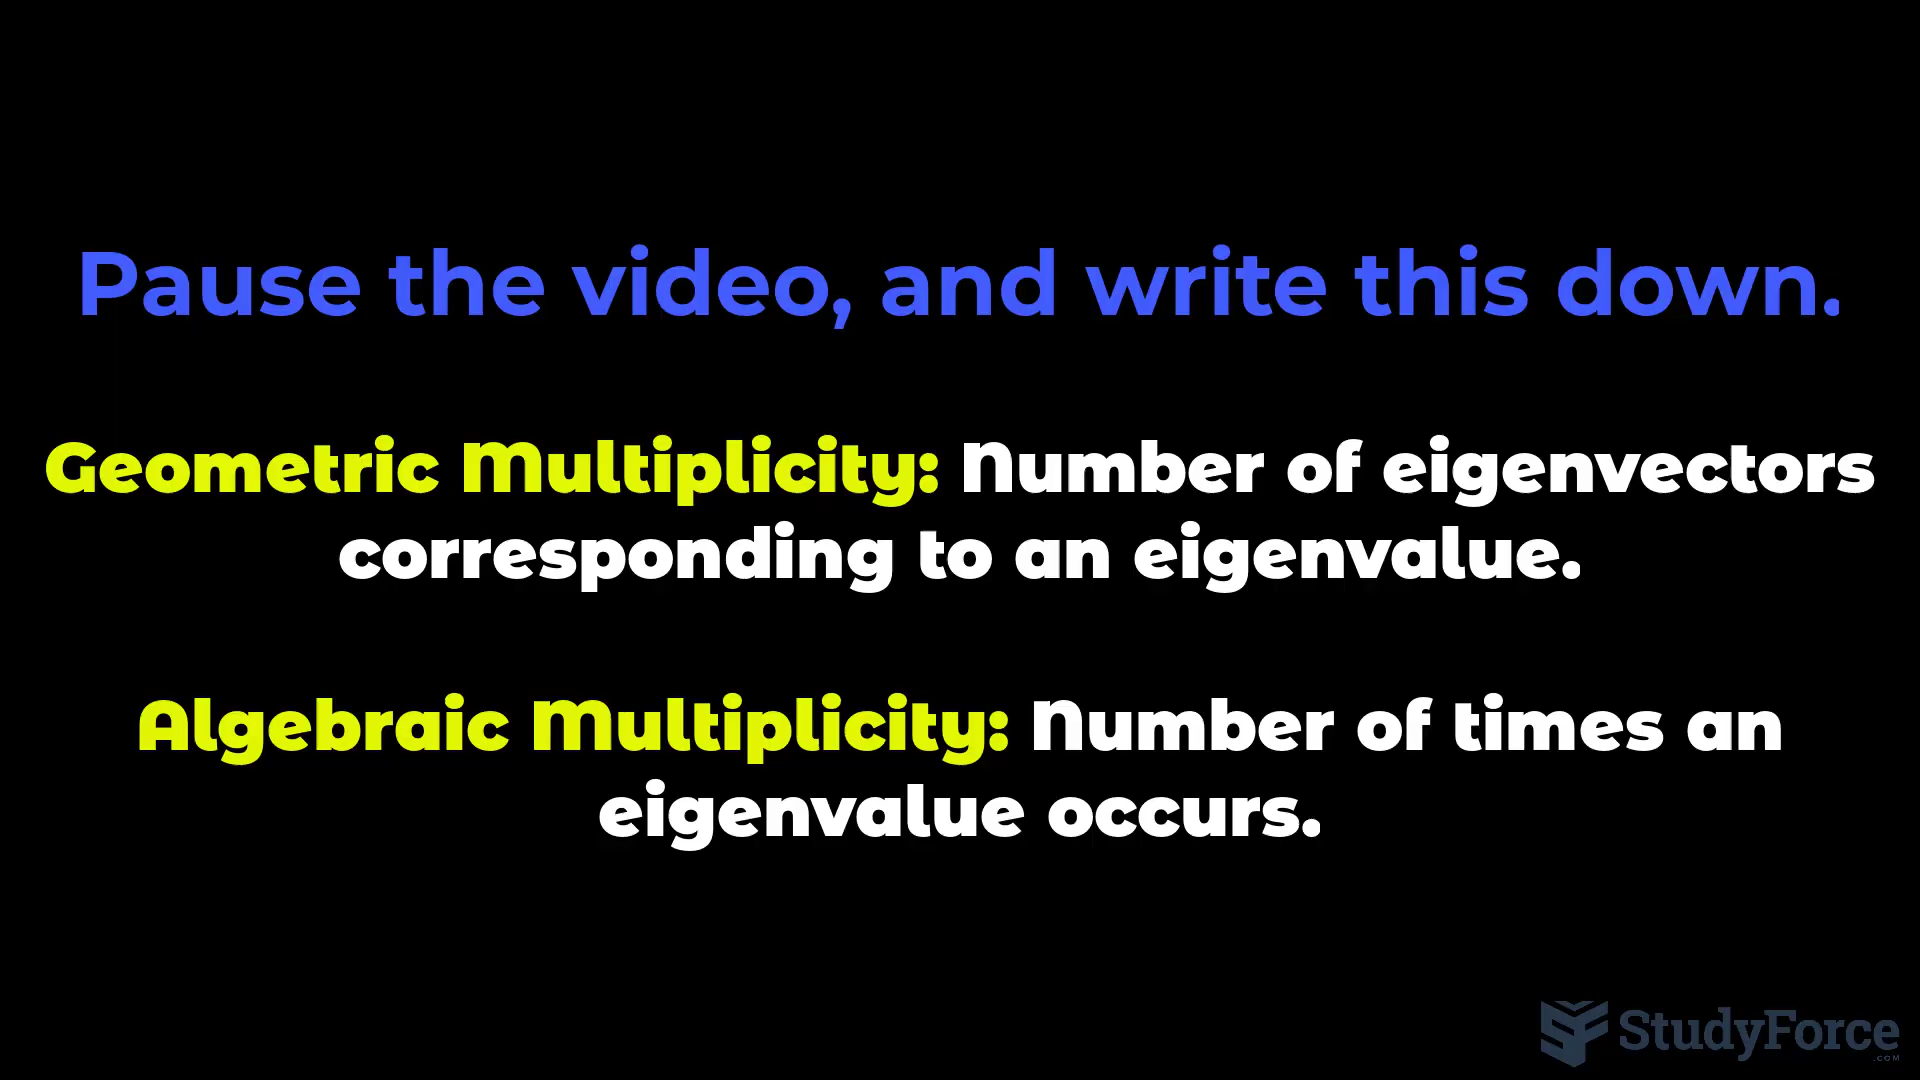 Pause the video, and write this down.
Geometric Multiplicity: Number of eigenvectors
corresponding to an eigenvalue.
Algebraic Multiplicity: Number of times an
eigenvalue occurs.
StudyForce
.COM